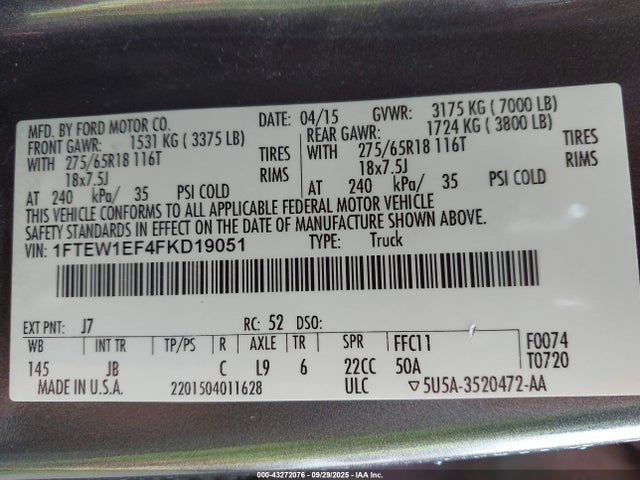 MFD. BY FORD MOTOR CO. DATE: 04/15 GVWR: 3175 KG ( 7000 LB)
FRONT GAWR: 1531 KG ( 3375 LB) REAR GAWR: 1724 KG ( 3800 LB)
WITH 275/65R18 116T TIRES WITH 275/65R18 116T TIRES
18x7.5J RIMS 18x7.5J RIMS
AT 240 kPa/ 35 PSI COLD AT 240 kPa/ 35 PSI COLD
THIS VEHICLE CONFORMS TO ALL APPLICABLE FEDERAL MOTOR VEHICLE
SAFETY STANDARDS IN EFFECT ON THE DATE OF MANUFACTURE SHOWN ABOVE.
VIN: 1FTEW1EF4FKD19051 TYPE: Truck
EXT PNT: J7 RC: 52 DSO:
WB INT TR TP/PS R AXLE TR SPR FFC11 F0074
145 JB C L9 6 22CC 50A T0720
MADE IN U.S.A. 2201504011628 ULC ▽5U5A-3520472-AA
000-43272076 - 09/29/2025 - IAA Inc.